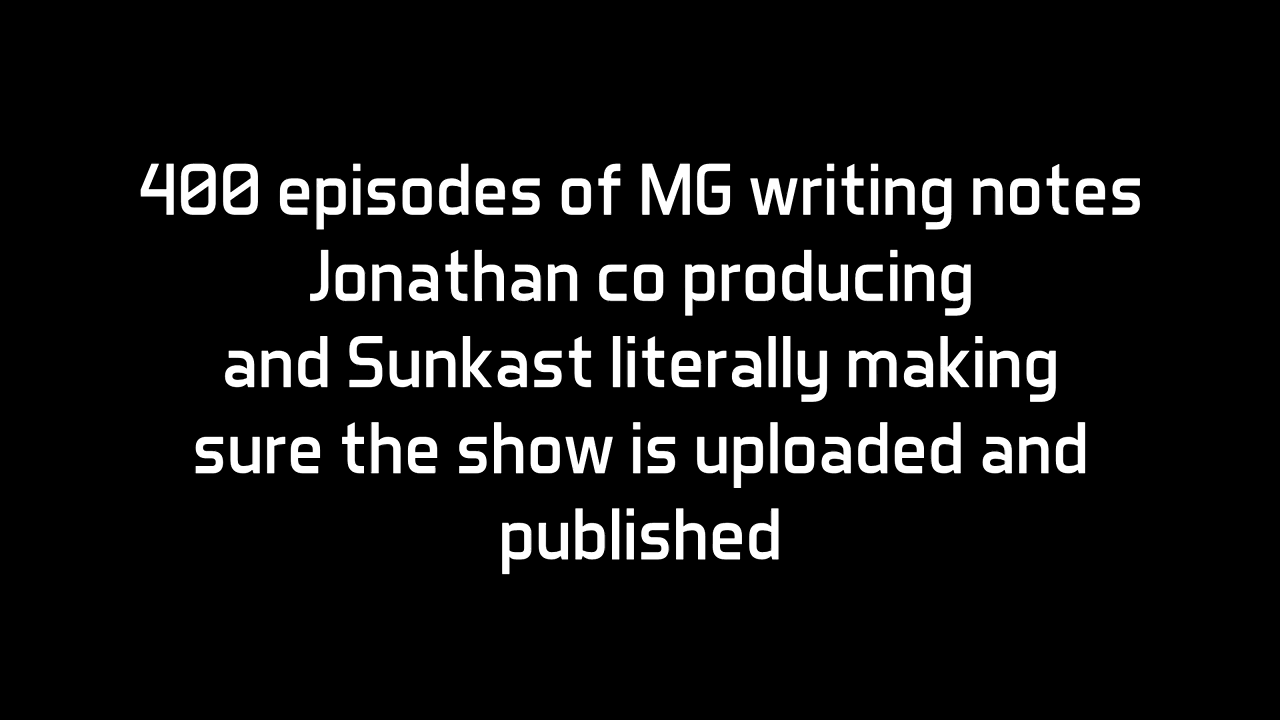 400 episodes of MG writing notes
Jonathan co producing
and Sunkast literally making
sure the show is uploaded and
published